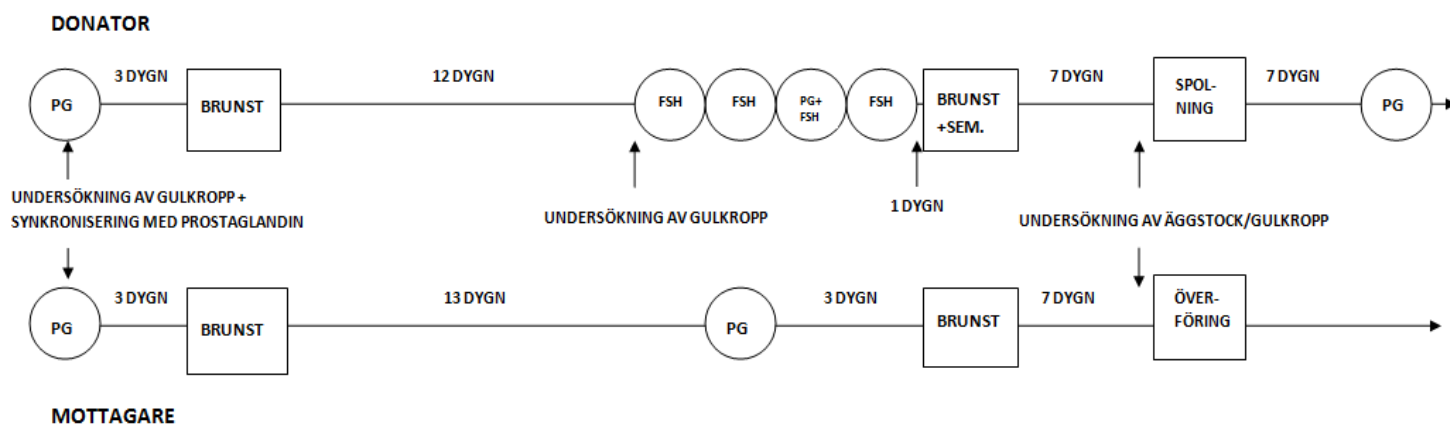 DONATOR
3 DYGN
12 DYGN
7 DYGN
7 DYGN
PG
BRUNST
FSH
FSH
PG+
FSH
FSH
BRUNST
+SEM.
SPOL-
NING
PG
UNDERSÖKNING AV GULKROPP +
SYNKRONISERING MED PROSTAGLANDIN
UNDERSÖKNING AV GULKROPP
1 DYGN
UNDERSÖKNING AV ÄGGSTOCK/GULKROPP
3 DYGN
13 DYGN
3 DYGN
7 DYGN
PG
BRUNST
PG
BRUNST
ÖVER-
FÖRING
MOTTAGARE